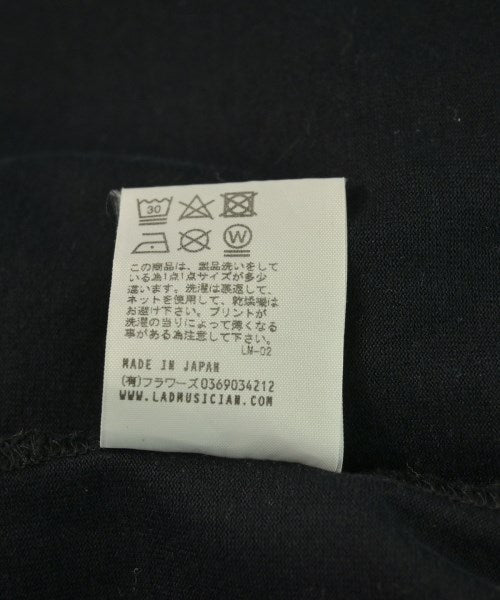 30
W
この商品は、製品洗いをして
いる為1点1点サイズが多少
違います。洗濯は裏返して、
ネットを使用して、乾燥機は
お避け下さい。プリントが
洗濯の当りによって薄くなる
事がある為注意して下さい。
LM-02
MADE IN JAPAN
(有)フラワーズ0369034212
WWW.LADMUSICIAN.COM